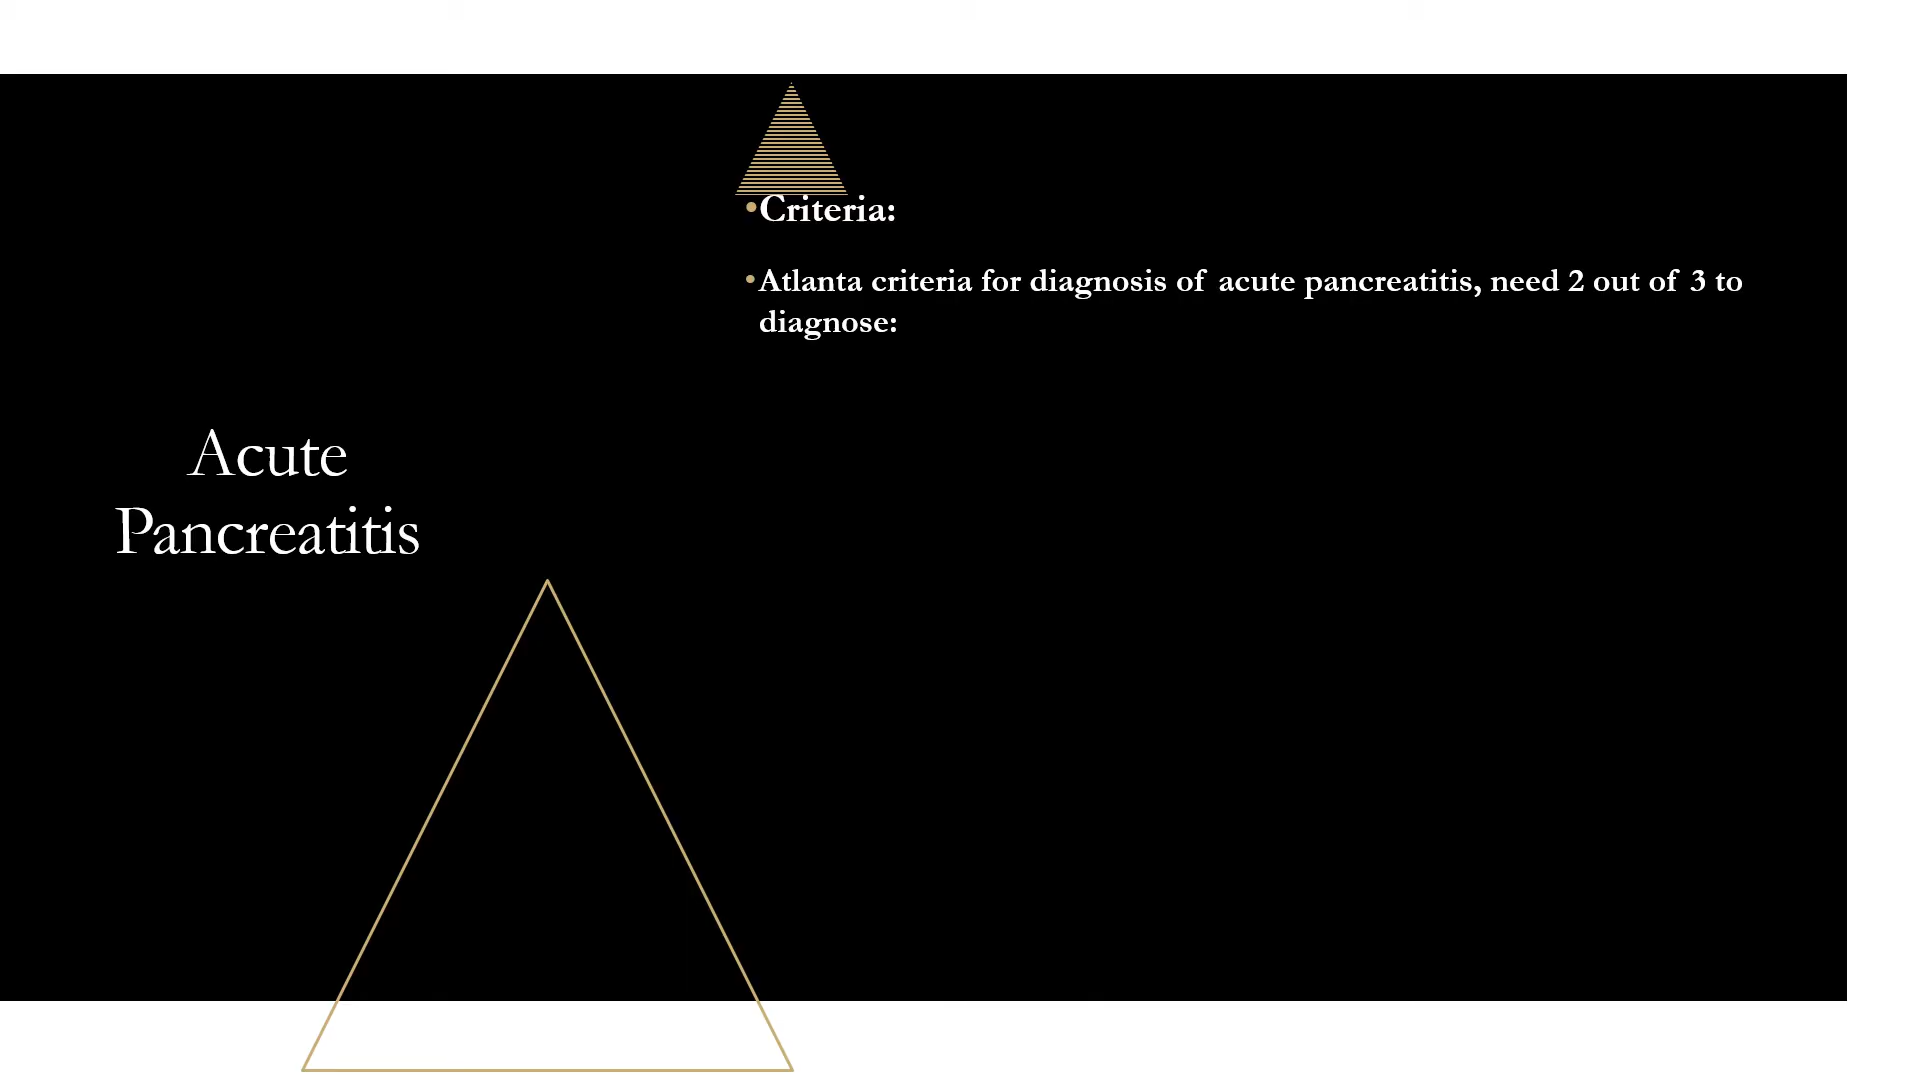 Acute
Pancreatitis
•Criteria:
•Atlanta criteria for diagnosis of acute pancreatitis, need 2 out of 3 to
diagnose: